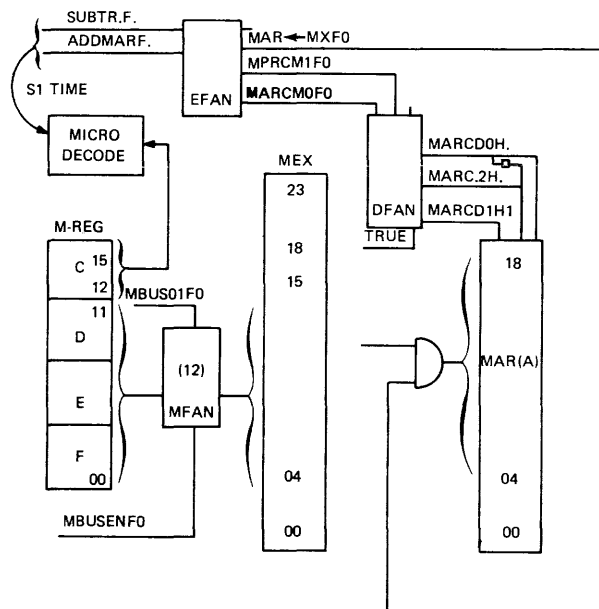 SUBTR.F.
ADDMARF.
MAR←MXF0
MPRCM1F0
MARCM0F0
EFAN
S1 TIME
MICRO
DECODE
MARCD0H.
MARC.2H.
MARCD1H1
DFAN
TRUE
MEX
23
18
15
04
00
M-REG
C
15
12
11
D
E
F
00
MBUS01F0
(12)
MFAN
MBUSENF0
18
MAR(A)
04
00